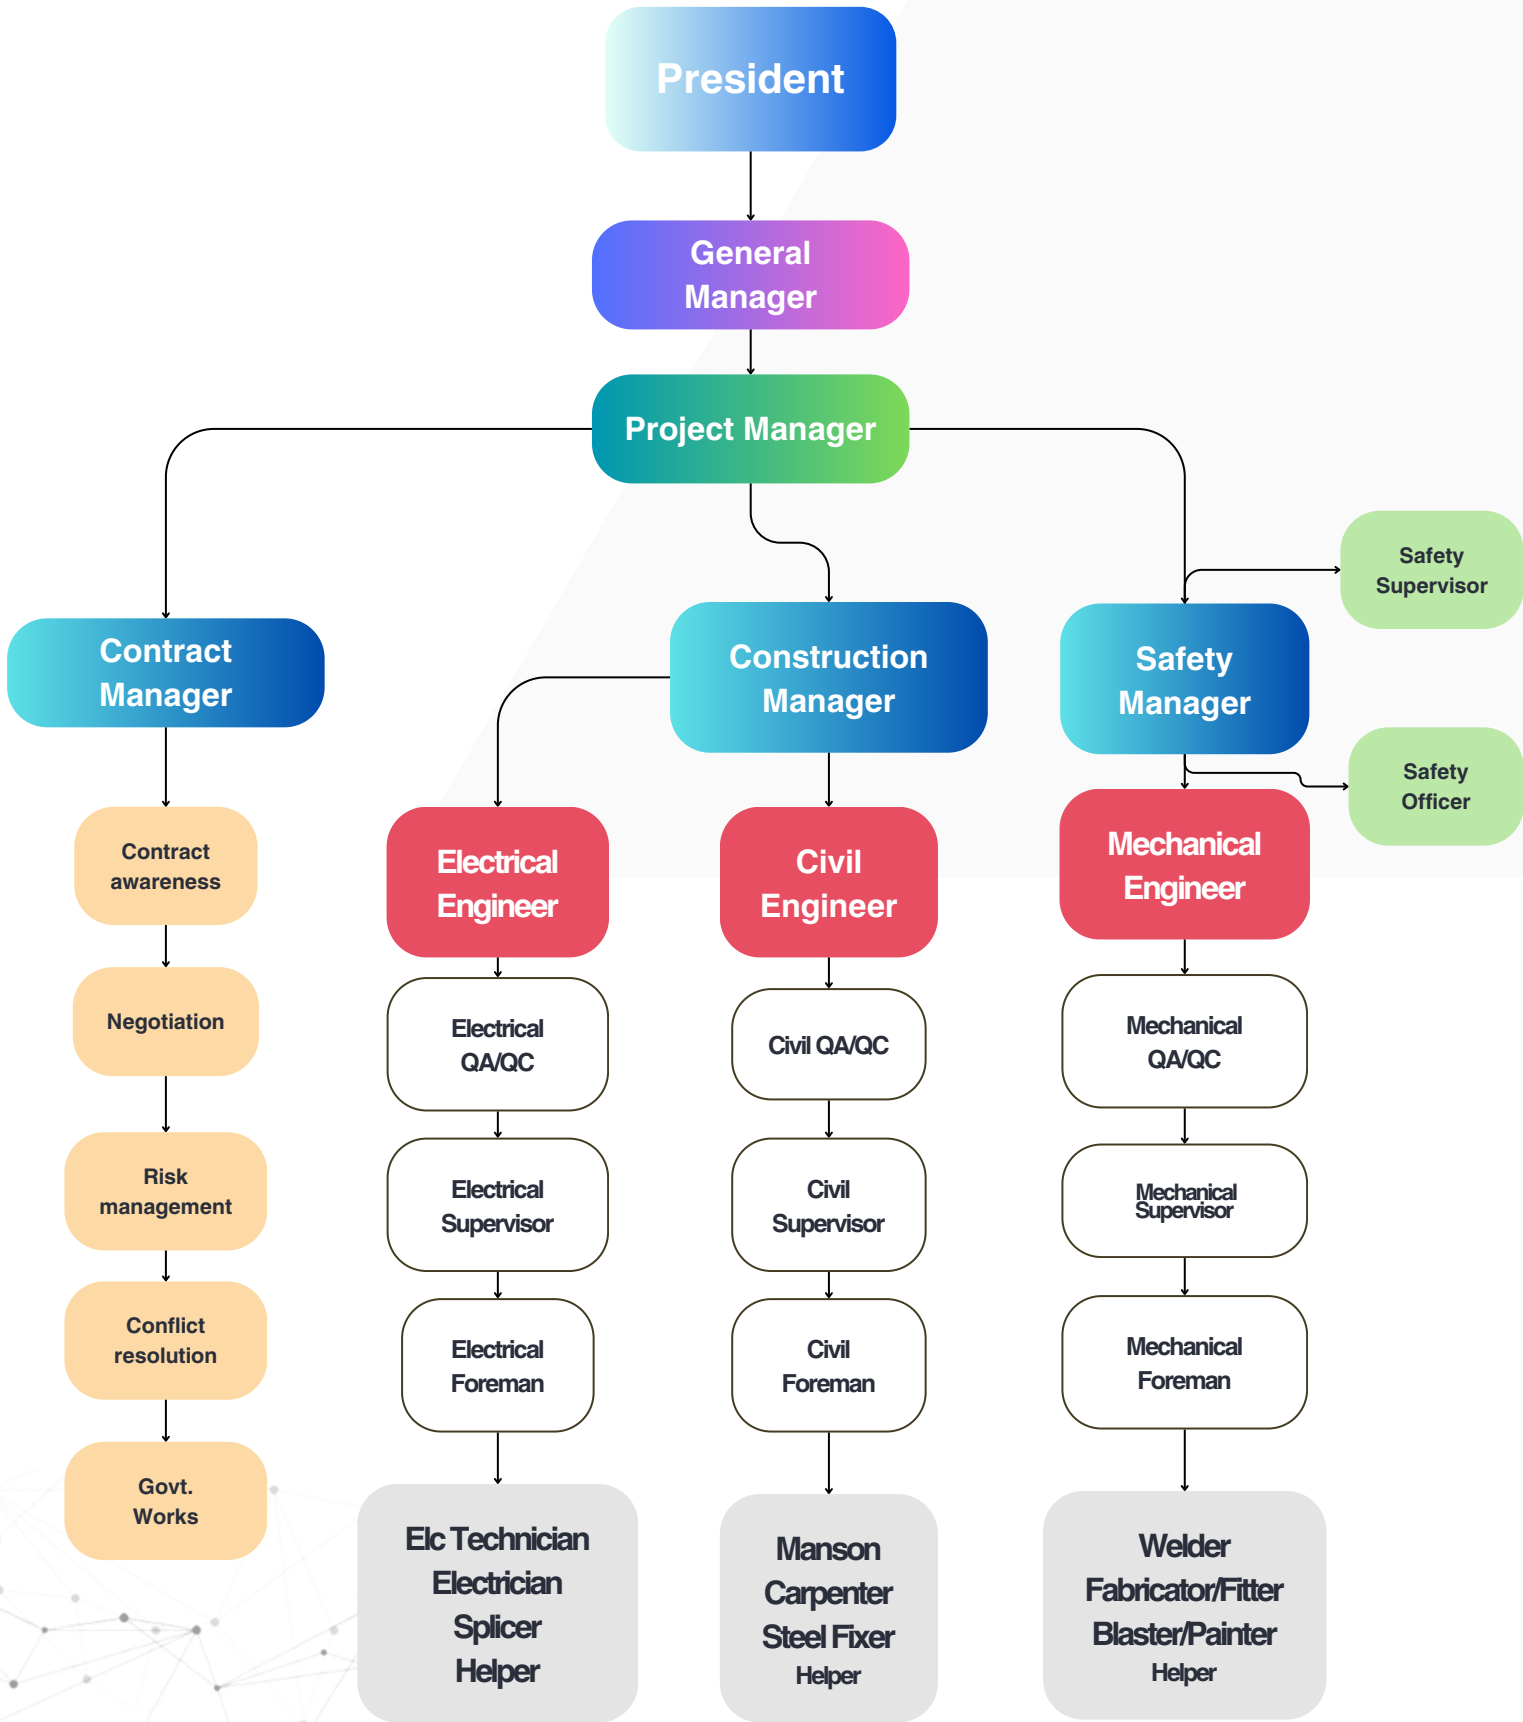 President
General
Manager
Project Manager
Safety
Supervisor
Contract
Manager
Construction
Manager
Safety
Manager
Safety
Officer
Contract
awareness
Negotiation
Risk
management
Conflict
resolution
Govt.
Works
Electrical
Engineer
Electrical
QA/QC
Electrical
Supervisor
Electrical
Foreman
Elc Technician
Electrician
Splicer
Helper
Civil
Engineer
Civil QA/QC
Civil
Supervisor
Civil
Foreman
Manson
Carpenter
Steel Fixer
Helper
Mechanical
Engineer
Mechanical
QA/QC
Mechanical
Supervisor
Mechanical
Foreman
Welder
Fabricator/Fitter
Blaster/Painter
Helper